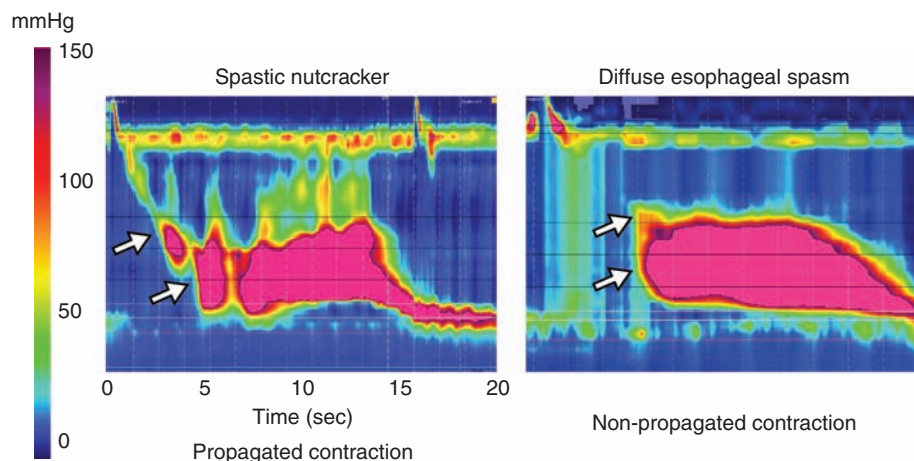 mmHg
150
100
50
0
Spastic nutcracker
0 5 10 15 20
Time (sec)
Propagated contraction
Diffuse esophageal spasm
Non-propagated contraction